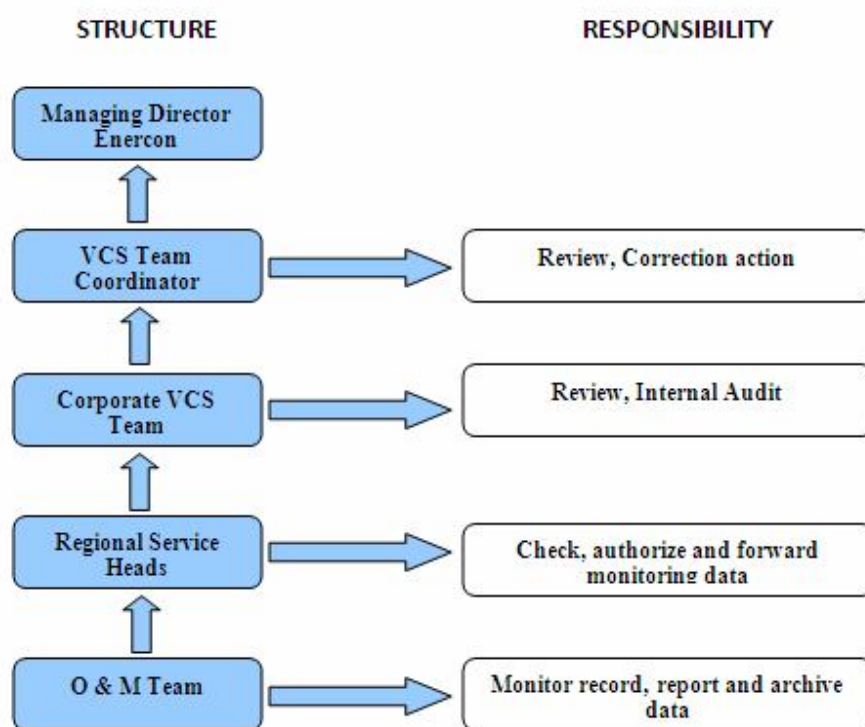 STRUCTURE
RESPONSIBILITY
Managing Director
Enercon
VCS Team
Coordinator
Review, Correction action
Corporate VCS
Team
Review, Internal Audit
Regional Service
Heads
Check, authorize and forward
monitoring data
O & M Team
Monitor record, report and archive
data